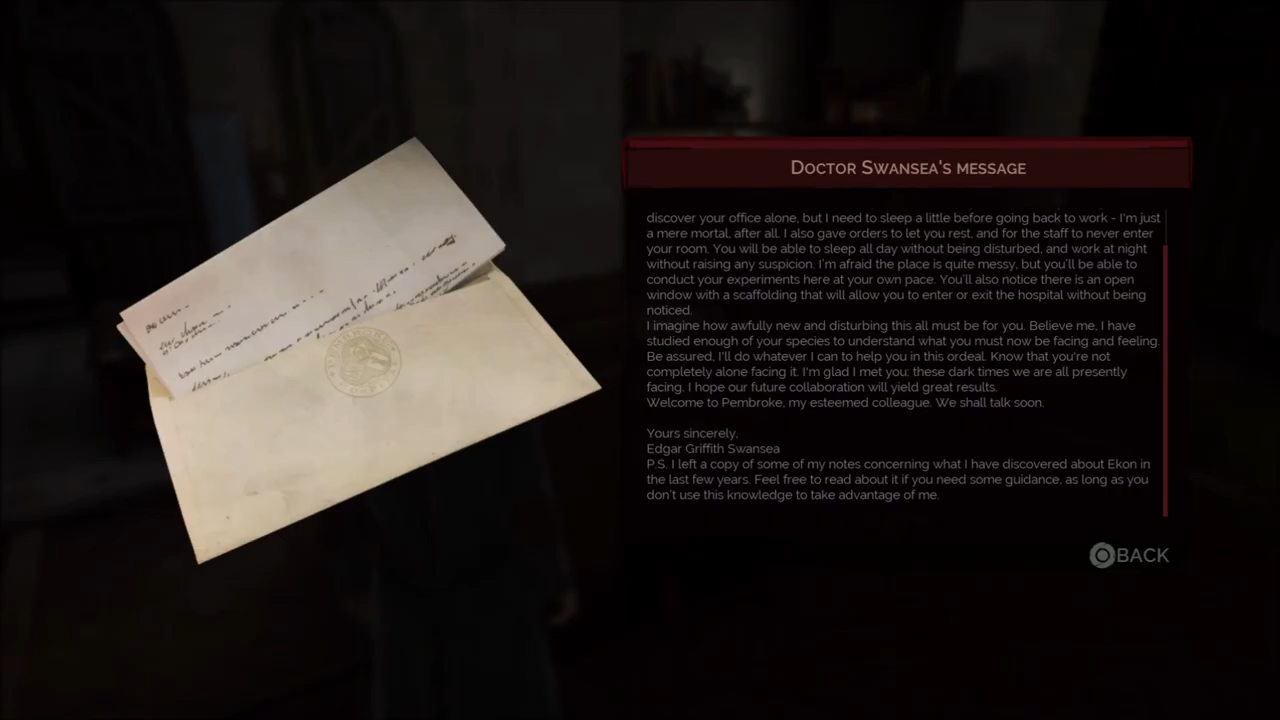 DOCTOR SWANSEA'S MESSAGE
discover your office alone, but I need to sleep a little before going back to work - I'm just
a mere mortal, after all. I also gave orders to let you rest, and for the staff to never enter
your room. You will be able to sleep all day without being disturbed, and work at night
without raising any suspicion. I'm afraid the place is quite messy, but you'll be able to
conduct your experiments here at your own pace. You'll also notice there is an open
window with a scaffolding that will allow you to enter or exit the hospital without being
noticed.
I imagine how awfully new and disturbing this all must be for you. Believe me, I have
studied enough of your species to understand what you must now be facing and feeling.
Be assured, I'll do whatever I can to help you in this ordeal. Know that you're not
completely alone facing it. I'm glad I met you; these dark times we are all presently
facing. I hope our future collaboration will yield great results.
Welcome to Pembroke, my esteemed colleague. We shall talk soon.
Yours sincerely,
Edgar Griffith Swansea
P.S. I left a copy of some of my notes concerning what I have discovered about Ekon in
the last few years. Feel free to read about it if you need some guidance, as long as you
don't use this knowledge to take advantage of me.
BACK